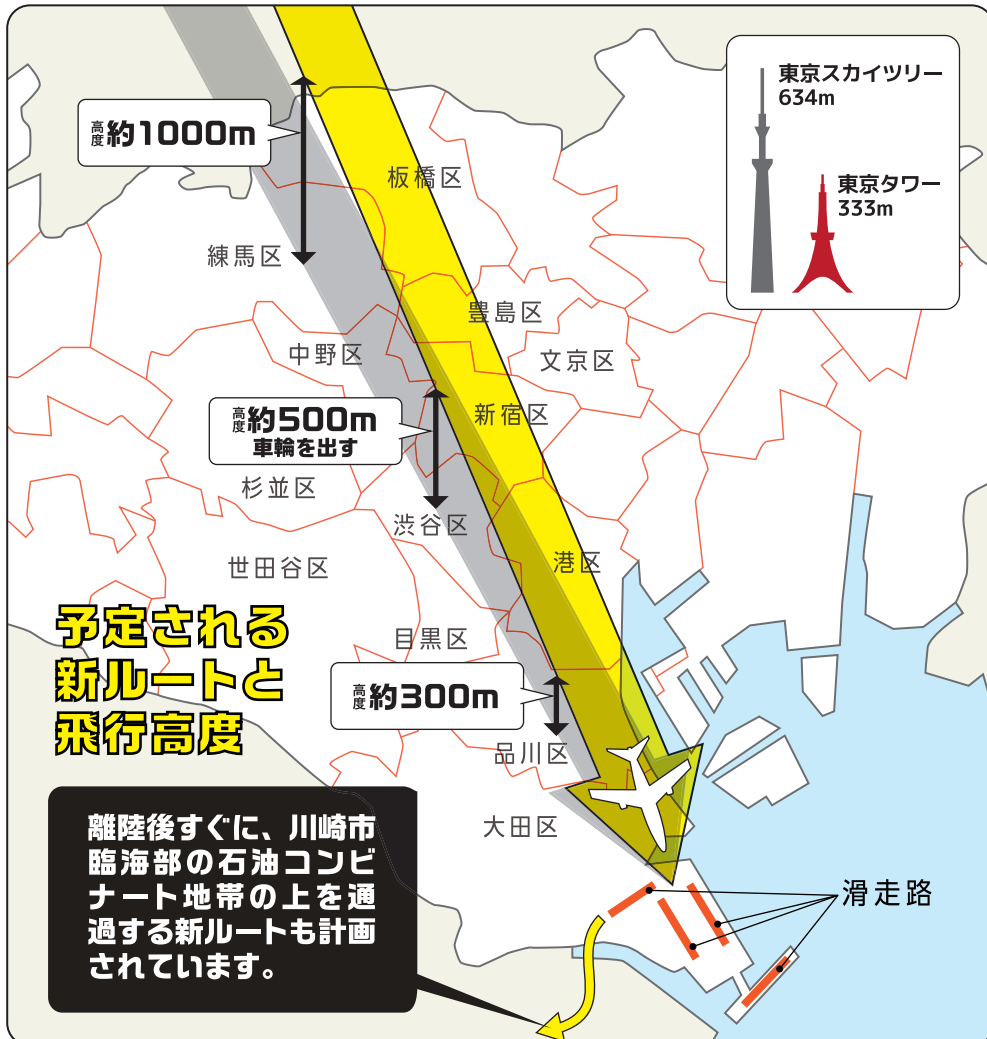 東京スカイツリー
634m
東京タワー
333m
高度約1000m
板橋区
練馬区
豊島区
中野区
文京区
高度約500m
車輪を出す
新宿区
杉並区
渋谷区
世田谷区
港区
予定される
新ルートと
飛行高度
目黒区
高度約300m
品川区
大田区
離陸後すぐに、川崎市
臨海部の石油コンビ
ナート地帯の上を通
過する新ルートも計画
されています。
滑走路